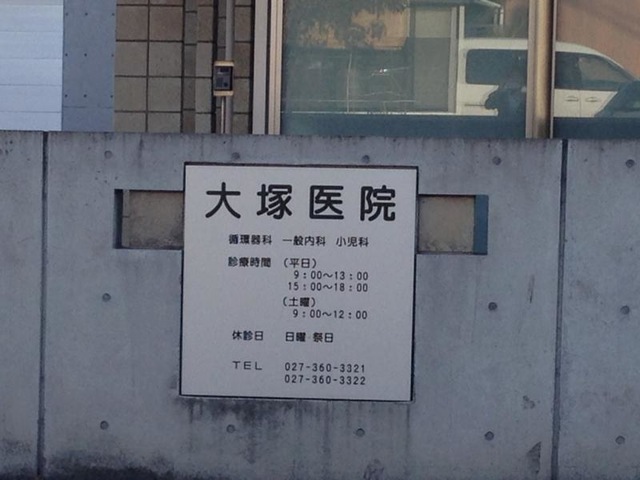 大塚医院
循環器科 一般内科 小児科
診療時間 (平日)
9:00〜13:00
15:00〜18:00
(土曜)
9:00〜12:00
休診日 日曜·祭日
TEL 027-360-3321
027-360-3322